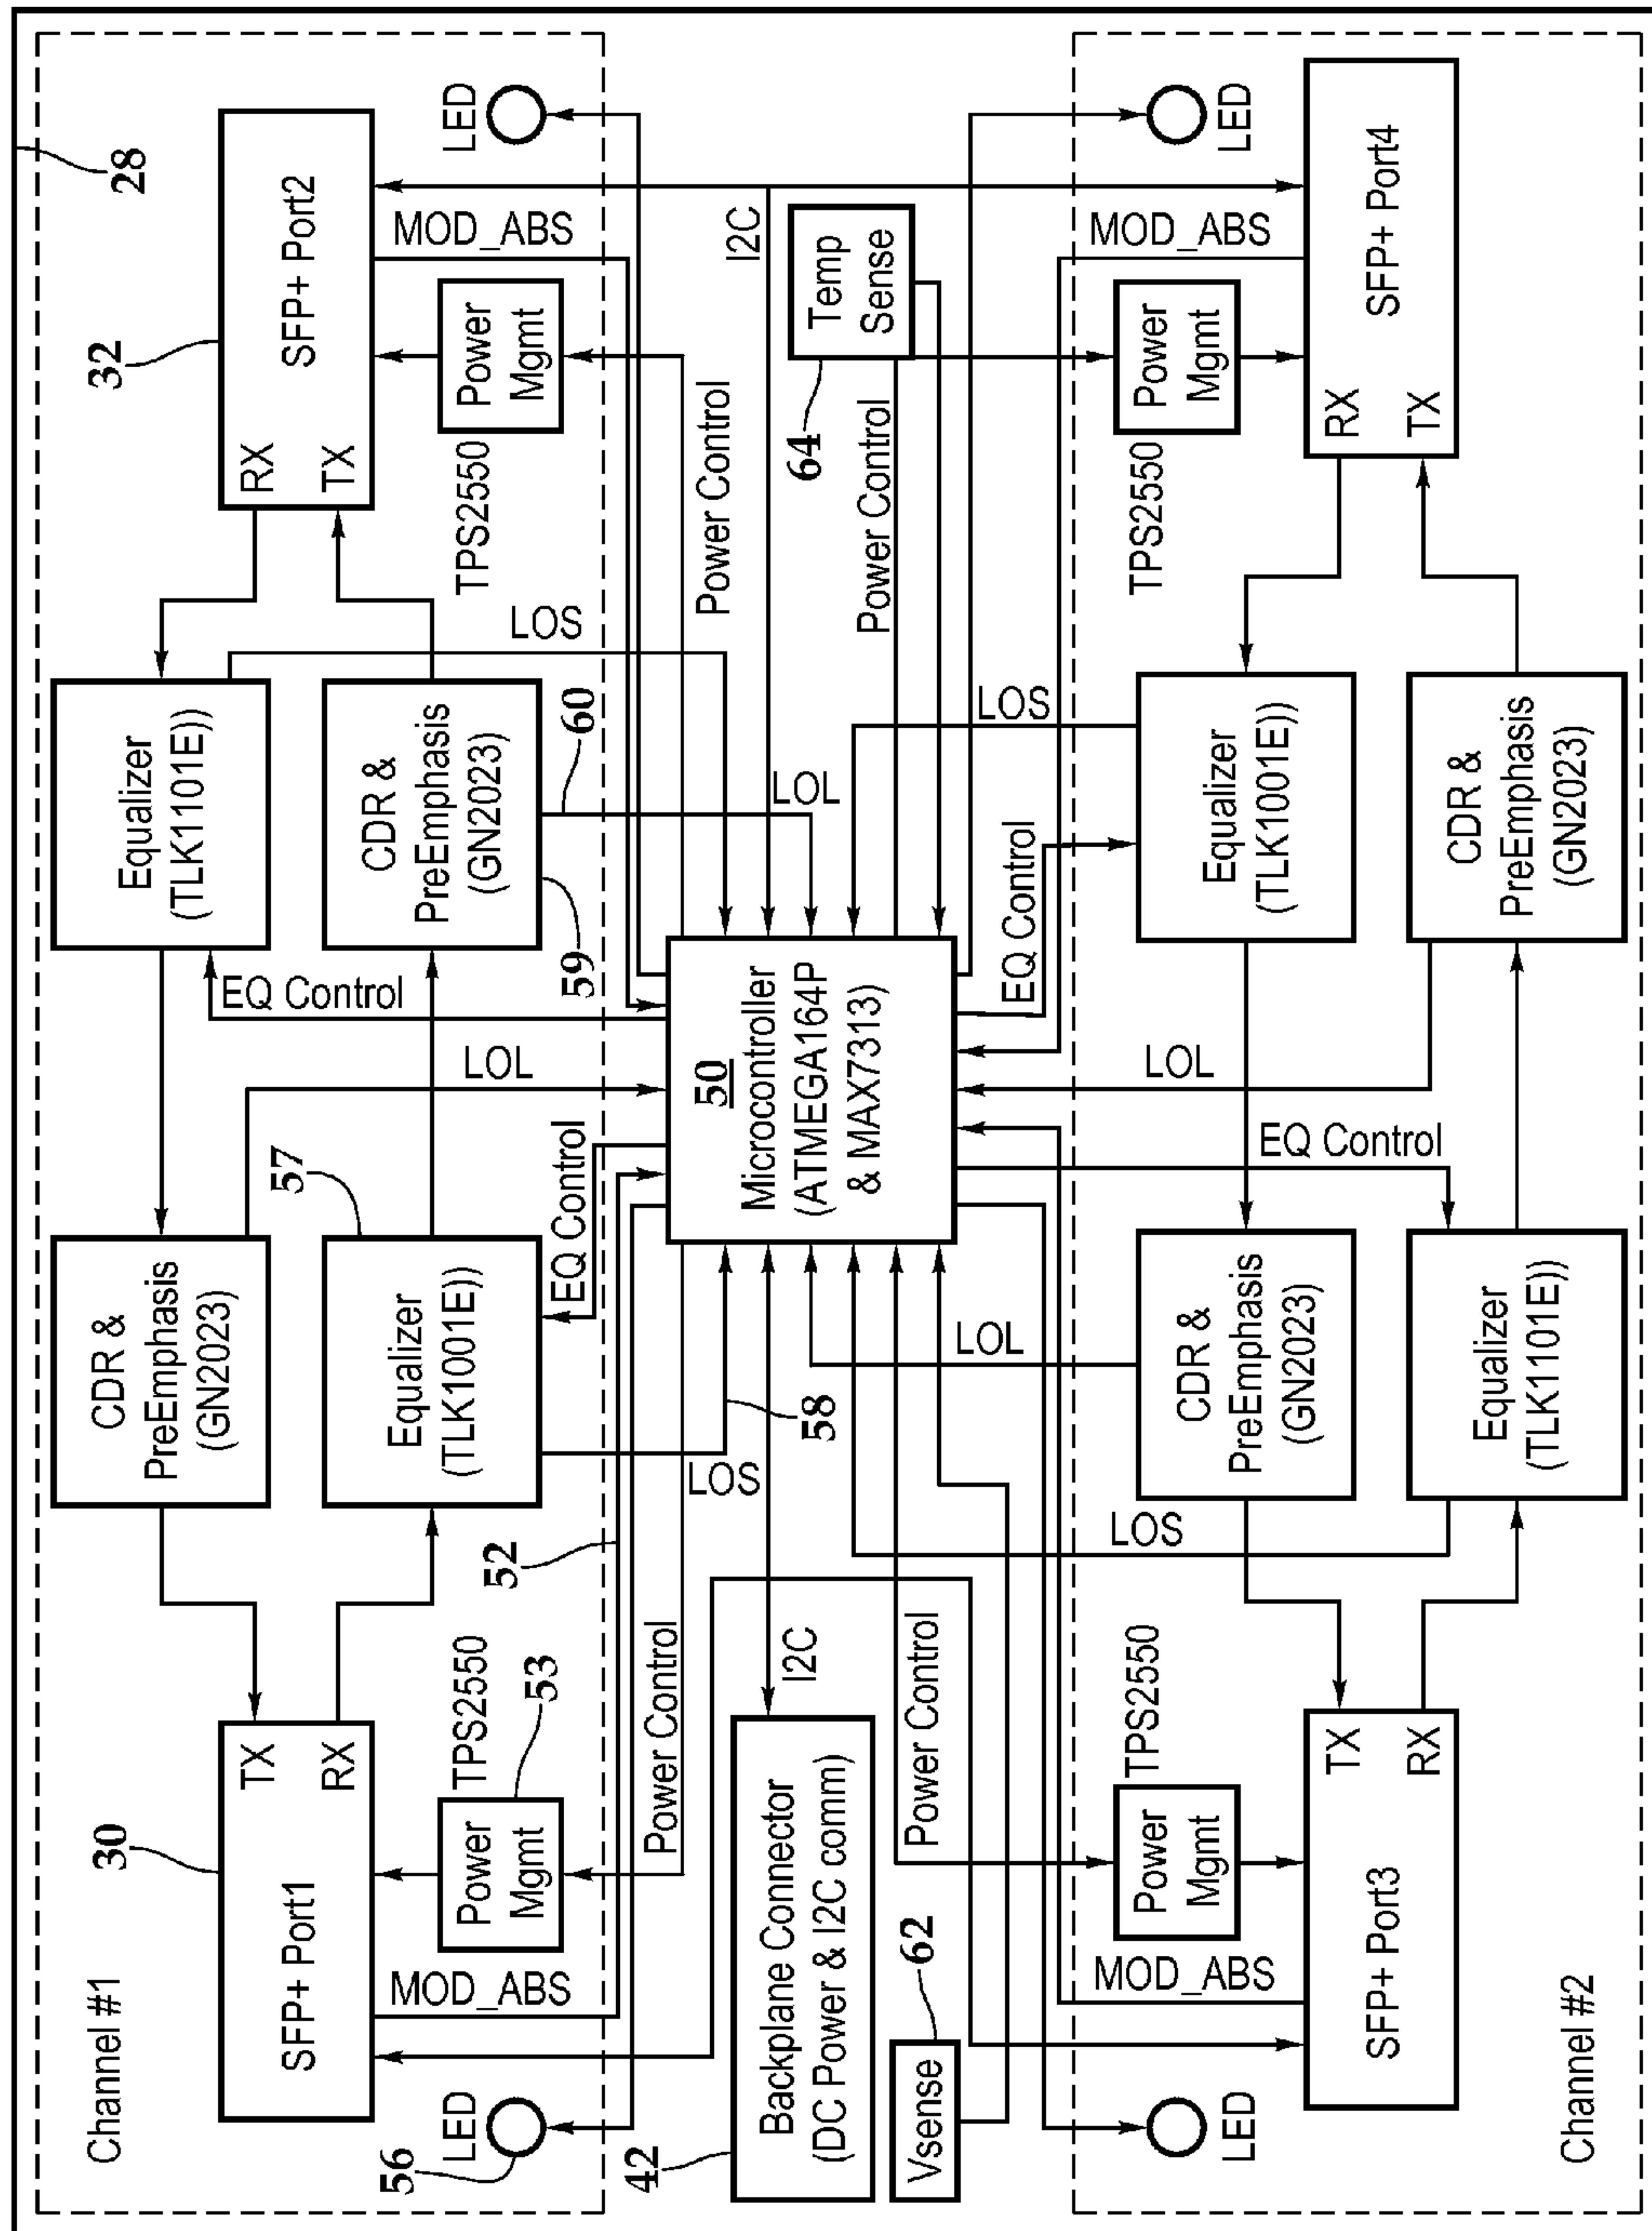 Channel #1
30
SFP+ Port1
TX
RX
MOD_ABS
Power
Mgmt
TPS2550
53
LED
56
CDR &
PreEmphasis
(GN2023)
Equalizer
(TLK1001E))
57
LOS
52
58
EQ Control
LOL
EQ Control
Equalizer
(TLK1101E))
CDR &
PreEmphasis
(GN2023)
59
60
LOS
LOL
32
SFP+ Port2
RX
TX
MOD_ABS
Power
Mgmt
TPS2550
LED
28
Power Control
Power Control
42
Backplane Connector
(DC Power & I2C comm)
I2C
Vsense
62
Power Control
50
Microcontroller
(ATMEGA164P
& MAX7313)
I2C
Temp
Sense
64
Power Control
LOL
LOS
EQ Control
LOL
EQ Control
LOS
LED
MOD_ABS
Power
Mgmt
TPS2550
SFP+ Port3
TX
RX
CDR &
PreEmphasis
(GN2023)
Equalizer
(TLK1101E))
Equalizer
(TLK1001E))
CDR &
PreEmphasis
(GN2023)
TPS2550
Power
Mgmt
MOD_ABS
LED
SFP+ Port4
RX
TX
Channel #2